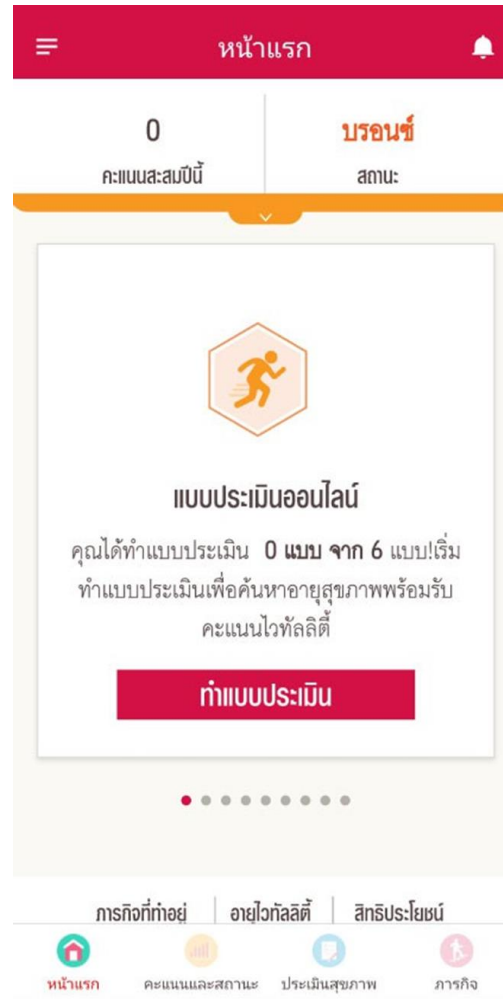 หน้าแรก
0 บรอนซ์
คะแนนสะสมปีนี้ สถานะ
แบบประเมินออนไลน์
คุณได้ทำแบบประเมิน 0 แบบ จาก 6 แบบ!เริ่ม
ทำแบบประเมินเพื่อค้นหาอายุสุขภาพพร้อมรับ
คะแนนไวทัลลิตี้
ทำแบบประเมิน
ภารกิจที่ทำอยู่ อายุไวทัลลิตี้ สิทธิประโยชน์
หน้าแรก คะแนนและสถานะ ประเมินสุขภาพ ภารกิจ